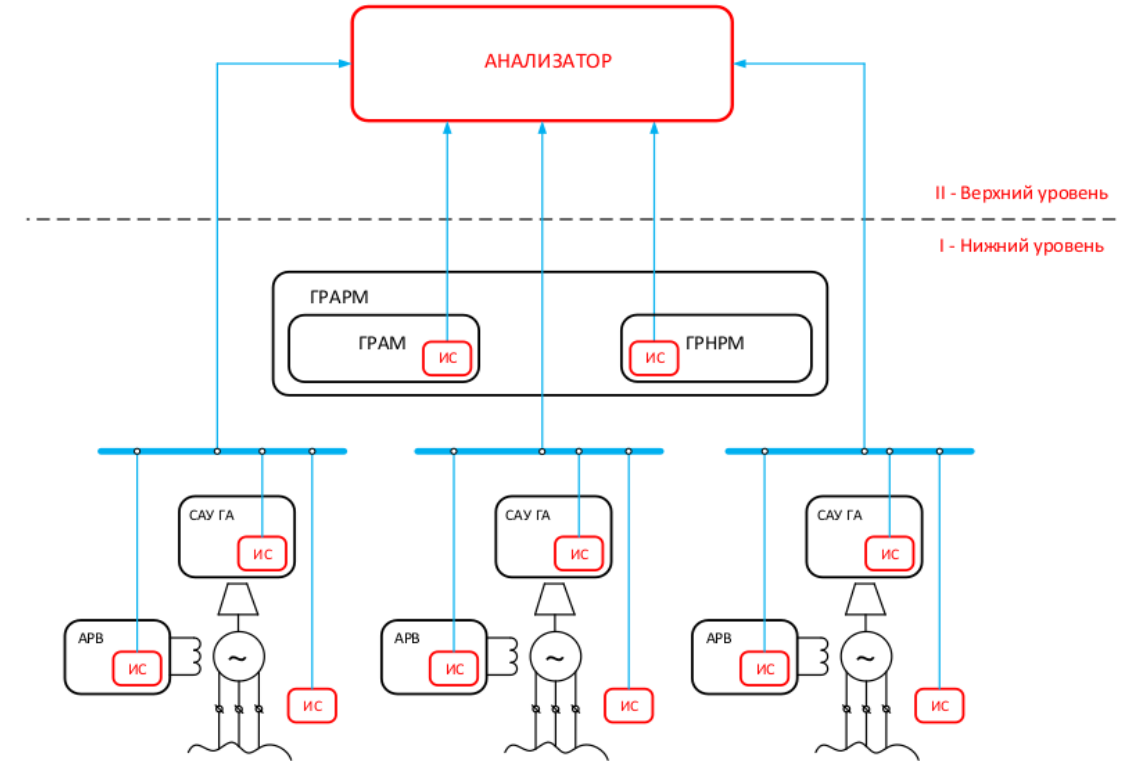 АНАЛИЗАТОР
II - Верхний уровень
I - Нижний уровень
ГРАРМ
ГРАМ
ИС
ИС
ГРНРМ
САУ ГА
ИС
САУ ГА
ИС
САУ ГА
ИС
АРВ
ИС
~
ИС
АРВ
ИС
~
ИС
АРВ
ИС
~
ИС